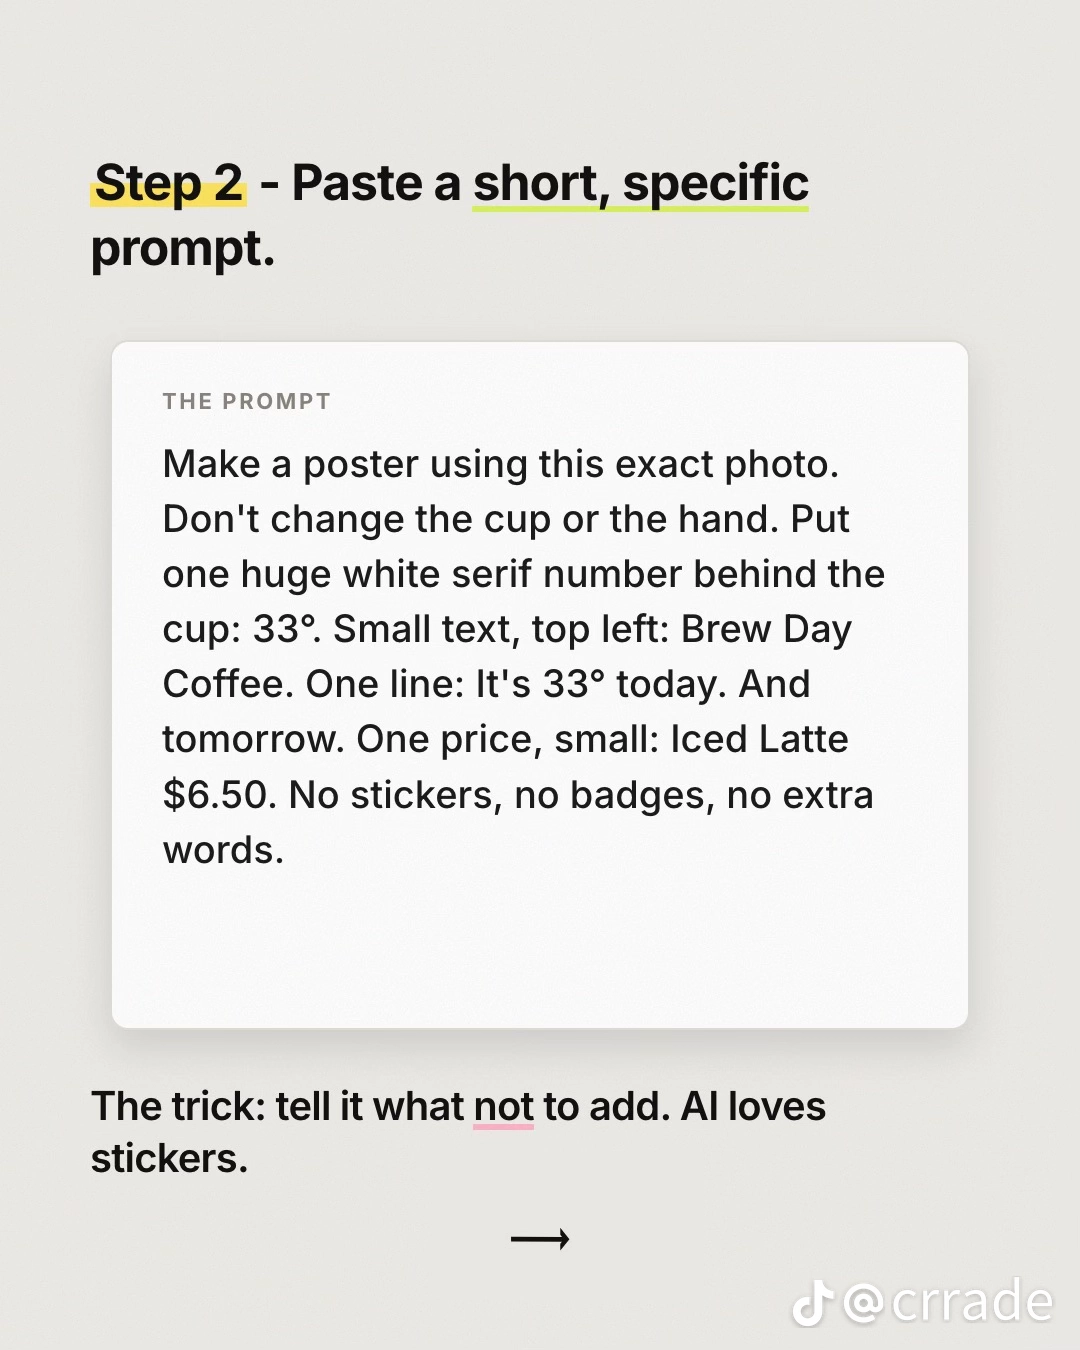 Step 2 - Paste a short, specific
prompt.
THE PROMPT
Make a poster using this exact photo.
Don't change the cup or the hand. Put
one huge white serif number behind the
cup: 33°. Small text, top left: Brew Day
Coffee. One line: It's 33° today. And
tomorrow. One price, small: Iced Latte
$6.50. No stickers, no badges, no extra
words.
The trick: tell it what not to add. AI loves
stickers.
@crrade